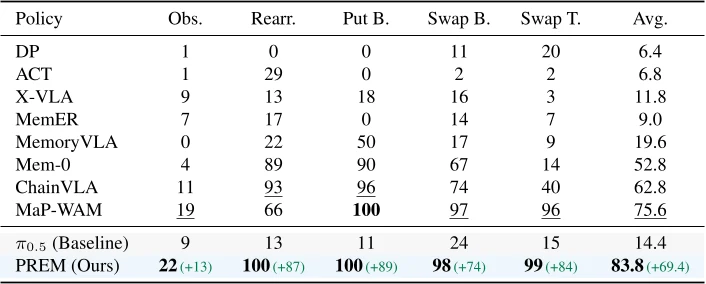 Policy Obs. Rearr. Put B. Swap B. Swap T. Avg.
DP 1 0 0 11 20 6.4
ACT 1 29 0 2 2 6.8
X-VLA 9 13 18 16 3 11.8
MemER 7 17 0 14 7 9.0
MemoryVLA 0 22 50 17 9 19.6
Mem-0 4 89 90 67 14 52.8
ChainVLA 11 93 96 74 40 62.8
MaP-WAM 19 66 100 97 96 75.6
π0.5 (Baseline) 9 13 11 24 15 14.4
PREM (Ours) 22 (+13) 100 (+87) 100 (+89) 98 (+74) 99 (+84) 83.8 (+69.4)